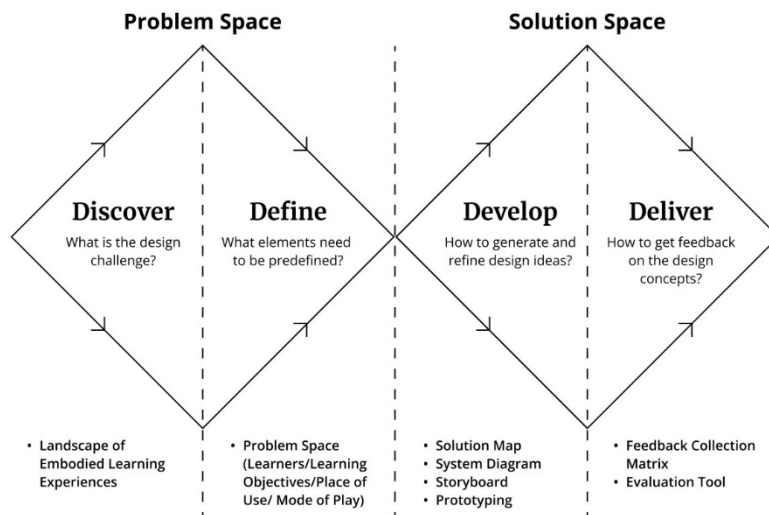 Problem Space
Solution Space
Discover
What is the design
challenge?
Define
What elements need
to be predefined?
Develop
How to generate and
refine design ideas?
Deliver
How to get feedback
on the design
concepts?
• Landscape of
Embodied Learning
Experiences
• Problem Space
(Learners/Learning
Objectives/Place of
Use/ Mode of Play)
• Solution Map
• System Diagram
• Storyboard
• Prototyping
• Feedback Collection
Matrix
• Evaluation Tool